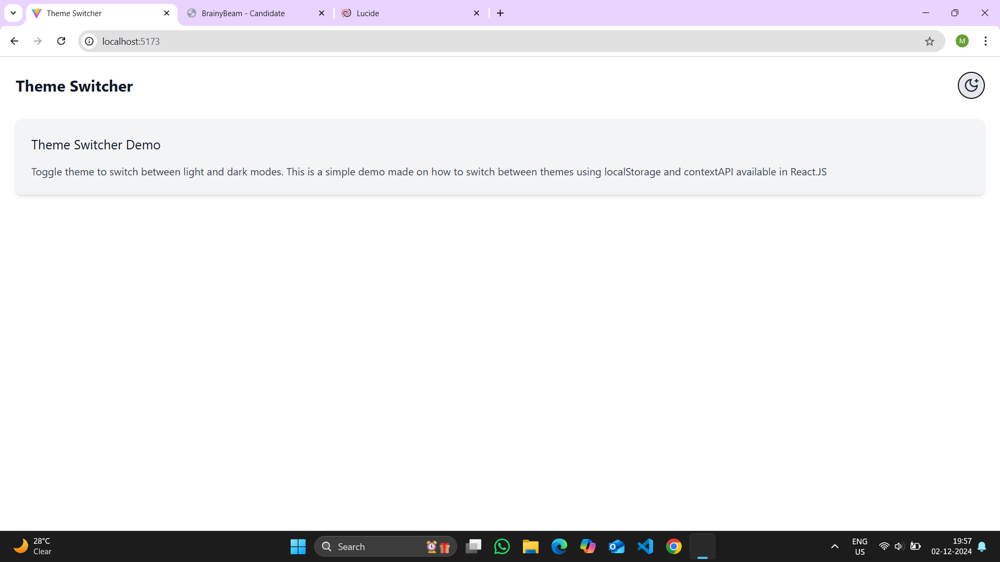 Theme Switcher
BrainyBeam - Candidate
Lucide
localhost:5173
M
Theme Switcher
Theme Switcher Demo
Toggle theme to switch between light and dark modes. This is a simple demo made on how to switch between themes using localStorage and contextAPI available in React.JS
28°C
Clear
Search
ENG
US
19:57
02-12-2024